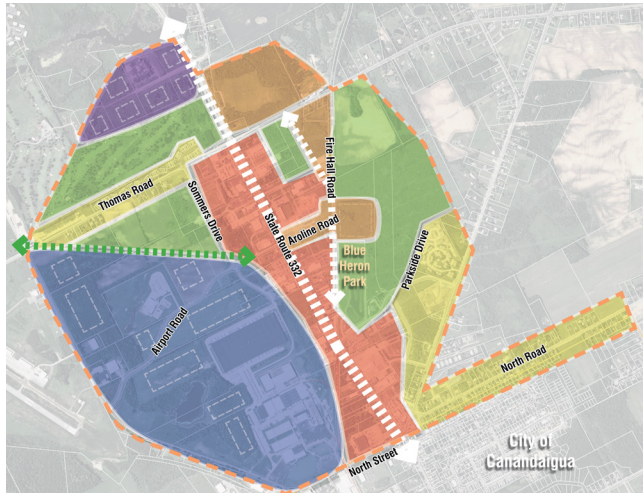 Thomas Road
Sommers Drive
State Route 332
Fire Hall Road
Aroline Road
Blue
Heron
Park
Parkside Drive
Airport Road
North Road
North Street
City of
Canandaigua